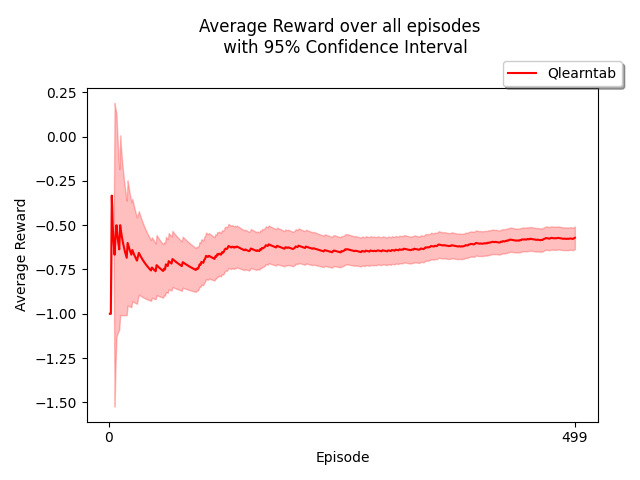 Average Reward over all episodes
with 95% Confidence Interval
Qlearntab
0.25
0.00
−0.25
−0.50
−0.75
−1.00
−1.25
−1.50
Average Reward
0
499
Episode